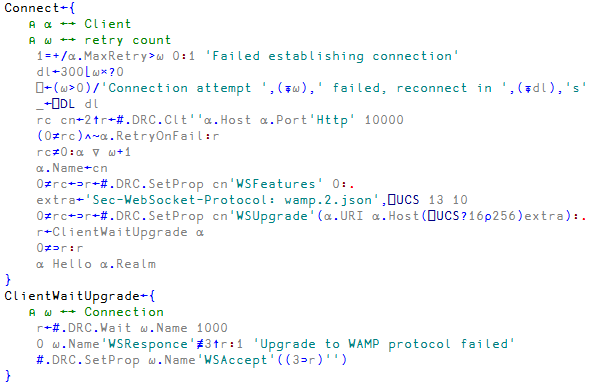 Connect←{
⍝ ⍺ ←→ Client
⍝ ⍵ ←→ retry count
1=+/⍺.MaxRetry>⍵ 0:1 'Failed establishing connection'
dl←300⌊⍵*?0
⎕←(⍵>0)/'Connection attempt ',(⍕⍵),' failed, reconnect in ',(⍕dl),'s'
_←⎕DL dl
rc cn←2↑r←#.DRC.Clt''⍺.Host ⍺.Port'Http' 10000
(0≠rc)∧~⍺.RetryOnFail:r
rc≠0:⍺ ∇ ⍵+1
⍺.Name←cn
0≠rc←⊃r←#.DRC.SetProp cn'WSFeatures' 0:.
extra←'Sec-WebSocket-Protocol: wamp.2.json',⎕UCS 13 10
0≠rc←⊃r←#.DRC.SetProp cn'WSUpgrade'(⍺.URI ⍺.Host(⎕UCS?16⍴256)extra):.
r←ClientWaitUpgrade ⍺
0≠⊃r:r
⍺ Hello ⍺.Realm
}
ClientWaitUpgrade←{
⍝ ⍵ ←→ Connection
r←#.DRC.Wait ⍵.Name 1000
0 ⍵.Name'WSResponce'≢3↑r:1 'Upgrade to WAMP protocol failed'
#.DRC.SetProp ⍵.Name'WSAccept'((3⊃r)'')
}